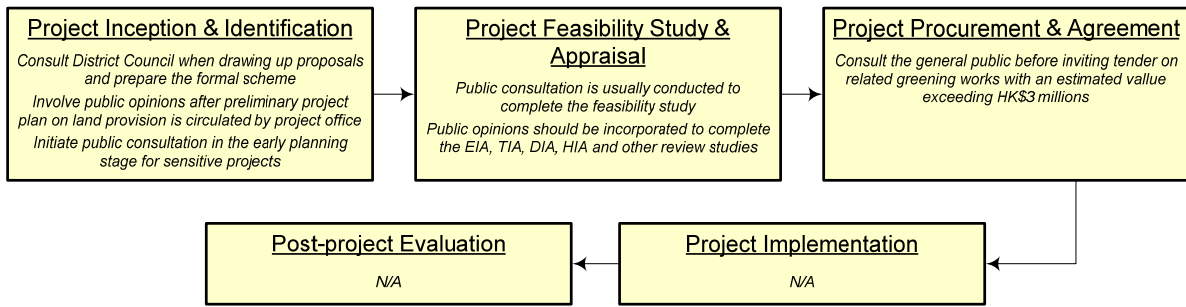 Project Inception & Identification
Consult District Council when drawing up proposals
and prepare the formal scheme
Involve public opinions after preliminary project
plan on land provision is circulated by project office
Initiate public consultation in the early planning
stage for sensitive projects
Project Feasibility Study &
Appraisal
Public consultation is usually conducted to
complete the feasibility study
Public opinions should be incorporated to complete
the EIA, TIA, DIA, HIA and other review studies
Project Procurement & Agreement
Consult the general public before inviting tender on
related greening works with an estimated vallue
exceeding HK$3 millions
Post-project Evaluation
N/A
Project Implementation
N/A